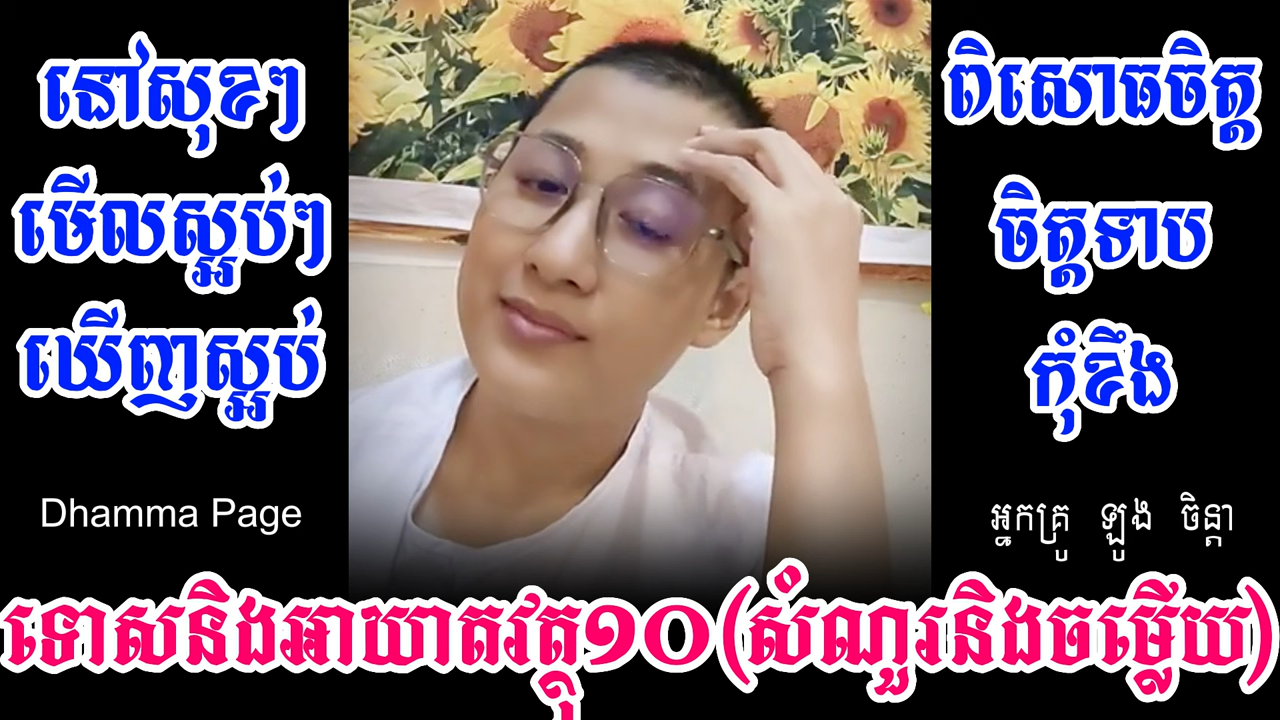 នៅសុខៗ
មើលស្អប់ៗ
ឃើញស្អប់
Dhamma Page
ពិសោធចិត្ត
ចិត្តទាប
កុំខឹង
អ្នកគ្រូ ឡុង ចិន្តា
ទោសនិងអាឃាតវត្ថុ១០(សំណួរនិងចម្លើយ)